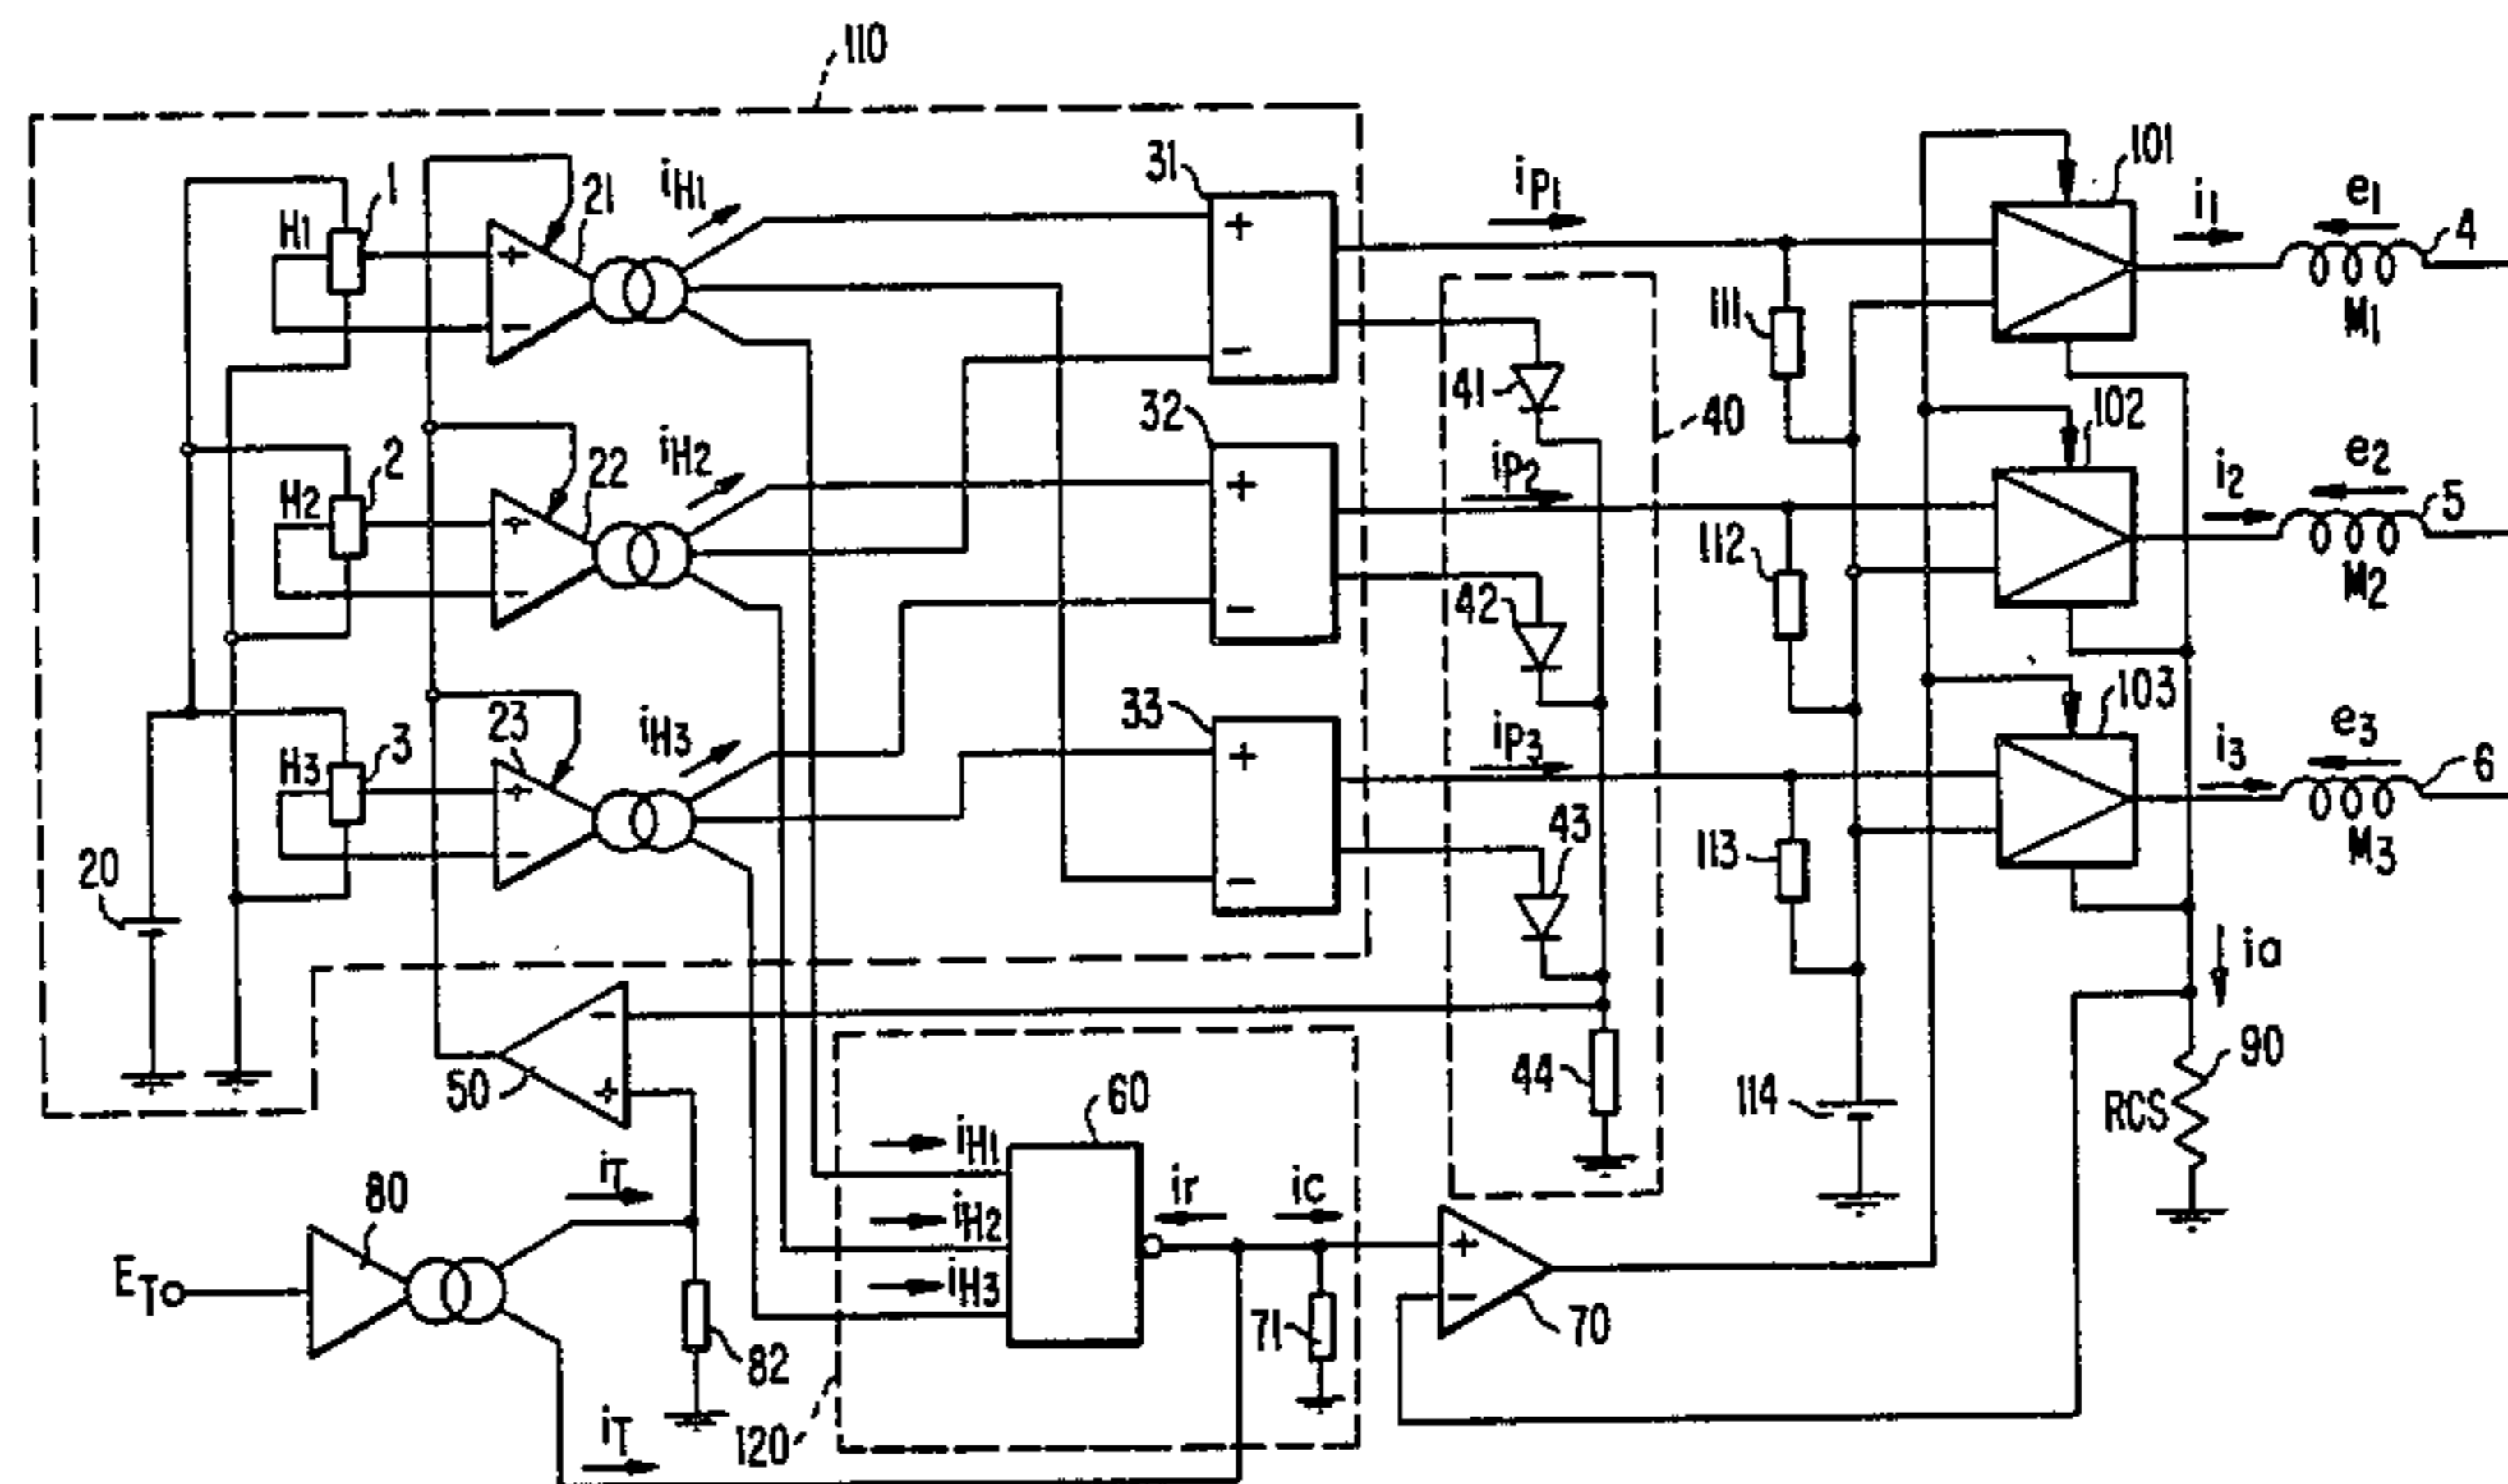 110
1
H1
21
iH1
31
+
-
+
-
iP1
101
i1
e1
4
M1
111
41
40
2
H2
22
iH2
32
+
-
+
-
iP2
102
i2
e2
5
M2
112
42
3
H3
23
iH3
33
+
-
+
-
iP3
103
i3
e3
6
M3
113
43
20
ia
90
RCS
114
44
50
-
+
60
iH1
iH2
iH3
ir
ic
+
-
70
71
80
iT
ET
82
120
iT